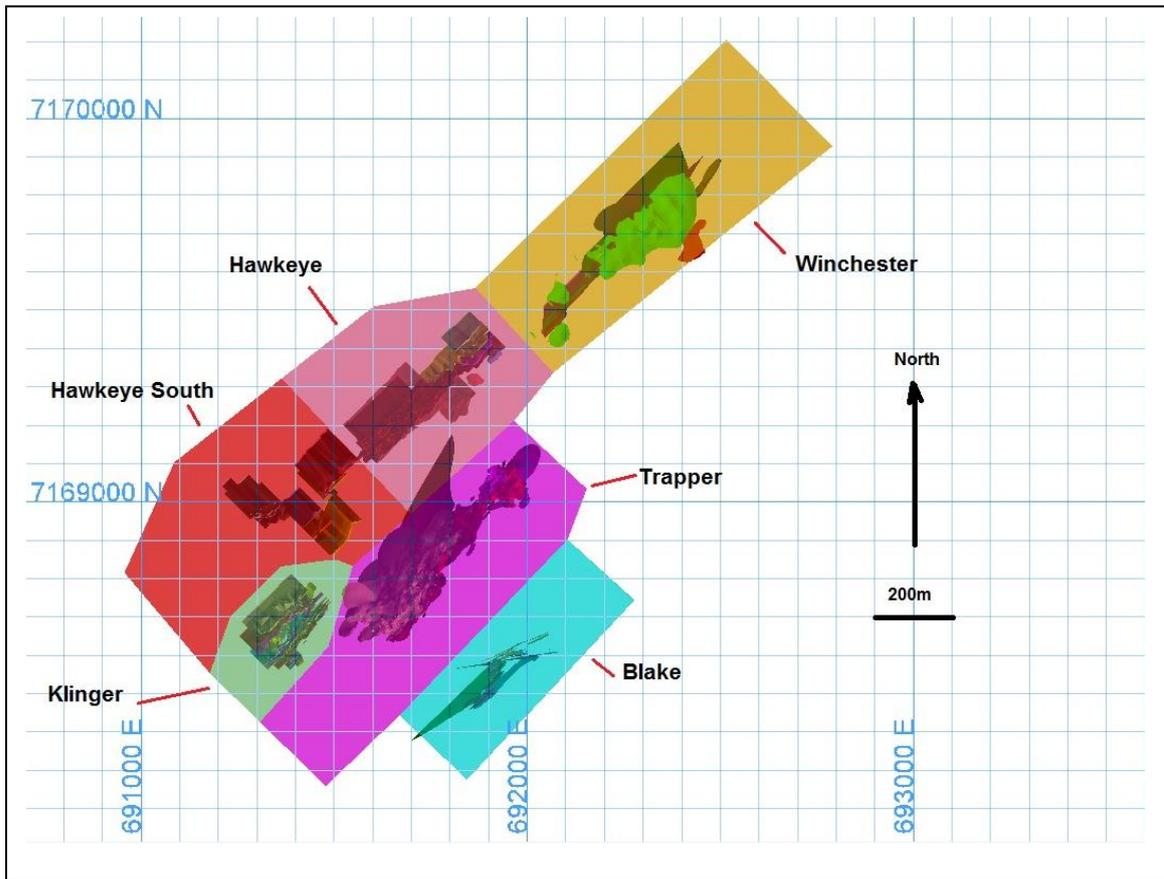 7170000 N
Hawkeye
Winchester
North
Hawkeye South
Trapper
7169000 N
200m
Blake
Klinger
691000 E
692000 E
693000 E